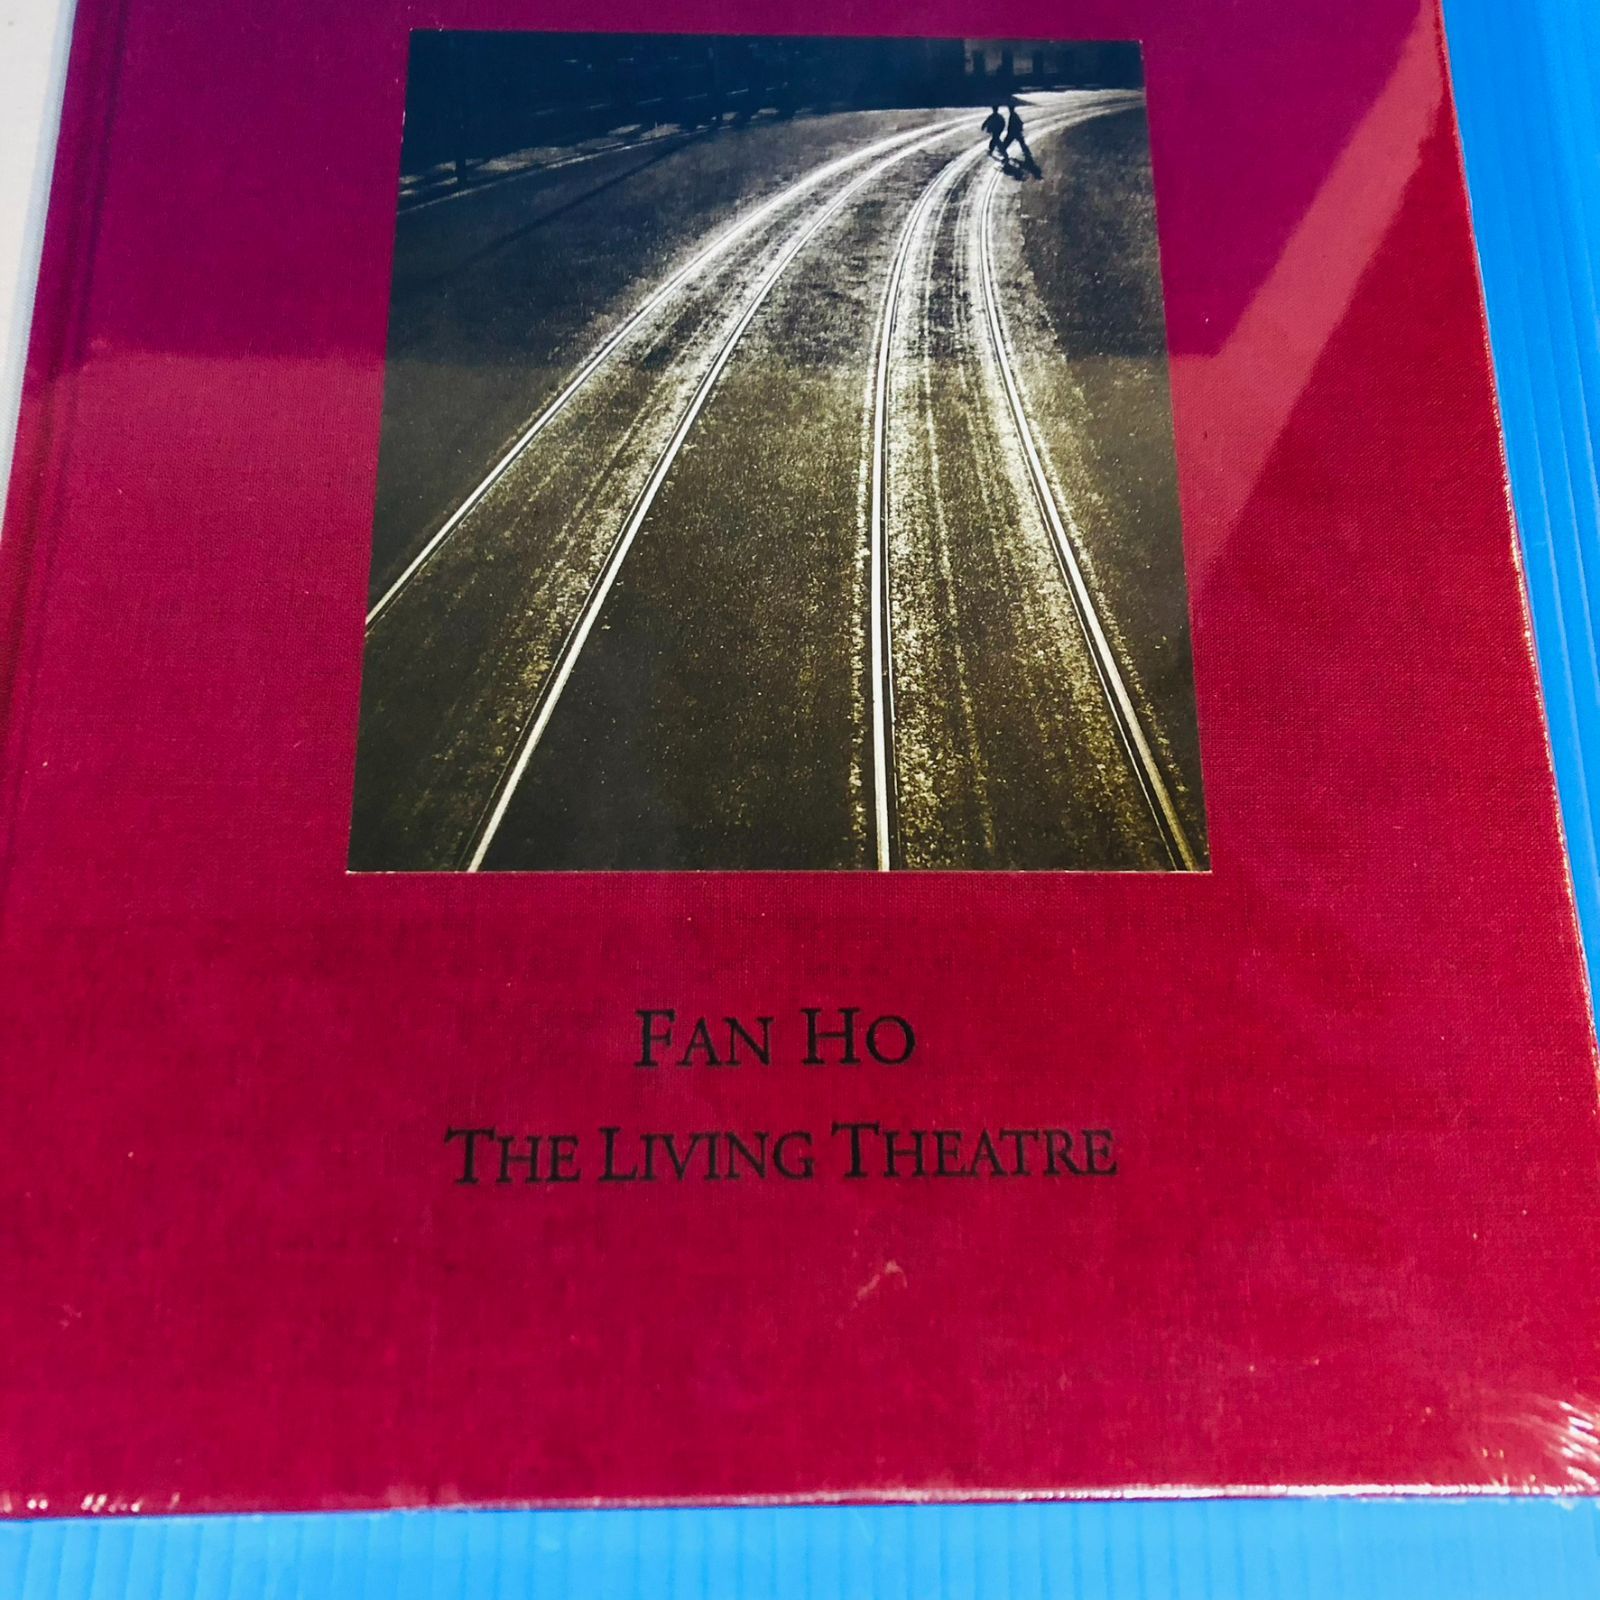 FAN HO
THE LIVING THEATRE